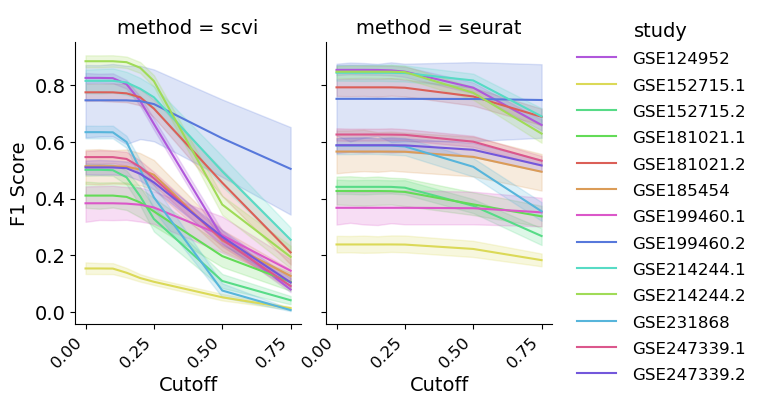 method = scvi
method = seurat
study
GSE124952
GSE152715.1
GSE152715.2
GSE181021.1
GSE181021.2
GSE185454
GSE199460.1
GSE199460.2
GSE214244.1
GSE214244.2
GSE231868
GSE247339.1
GSE247339.2
F1 Score
0.8
0.6
0.4
0.2
0.0
0.00 0.25 0.50 0.75
0.00 0.25 0.50 0.75
Cutoff
Cutoff